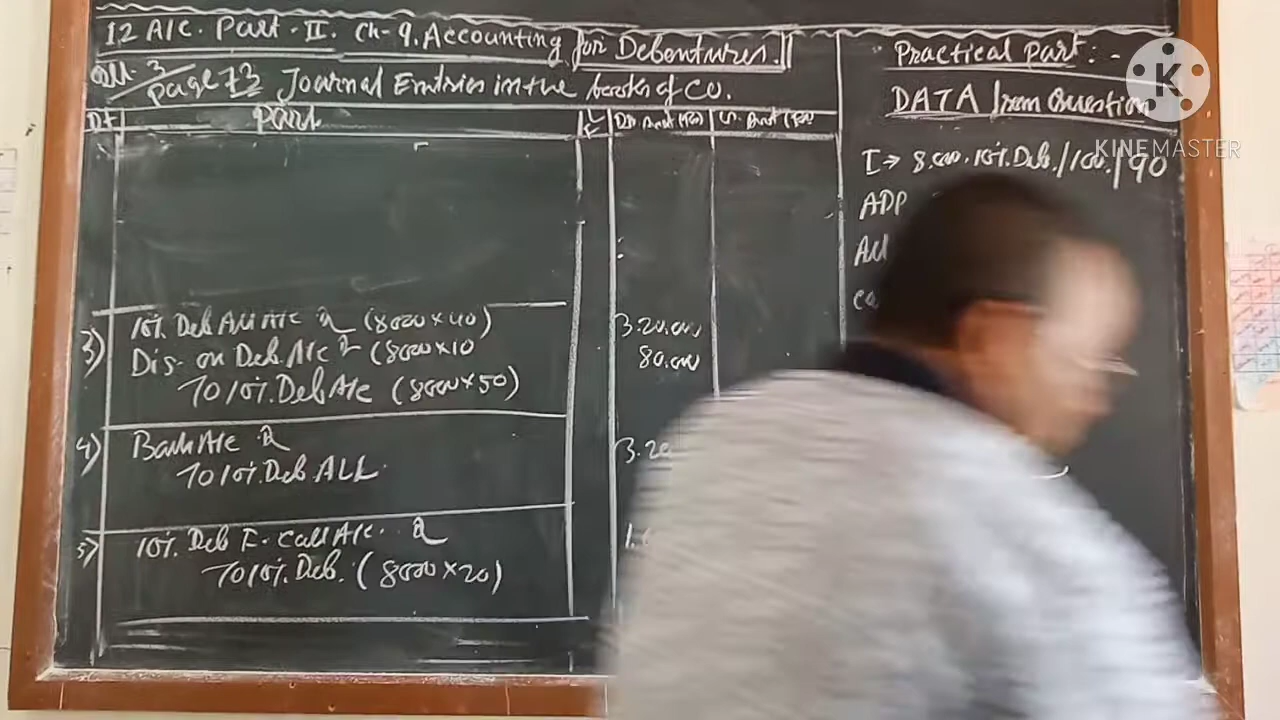 12 A/C. Part-II. Ch-9. Accounting for Debentures.
Page 73 Journal Entries in the books of CO.
Dt Part L F Dr. Amt (Rs) Cr. Amt (Rs)
3) 10%. Deb All A/c Dr (8000 x 40) 3.20.000
Dis- on Deb. A/c Dr (8000 x 10 80.000
To 10%. Deb A/c (8000 x 50)
4) Bank A/c Dr 3.20
To 10%. Deb. ALL
5) 10%. Deb F. Call A/c. Dr
To 10%. Deb. (8000 x 20)
Practical Part: -
DATA from Question
I → 8.000. 10%. Deb./100./90
ADP
All
ca
K
KINEMASTER